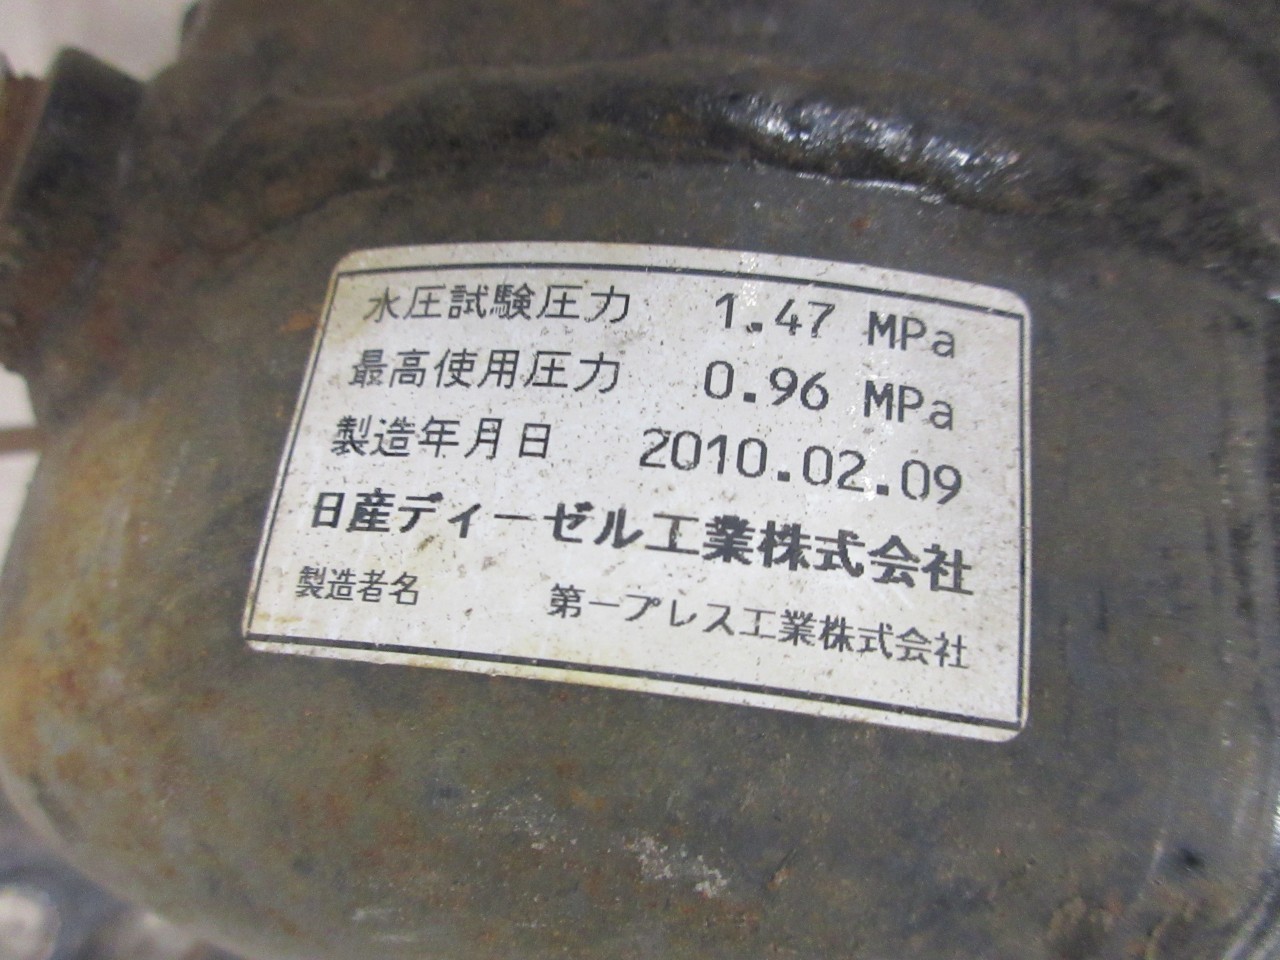 水圧試験圧力 1.47 MPa
最高使用圧力 0.96 MPa
製造年月日 2010.02.09
日産ディーゼル工業株式会社
製造者名 第一プレス工業株式会社